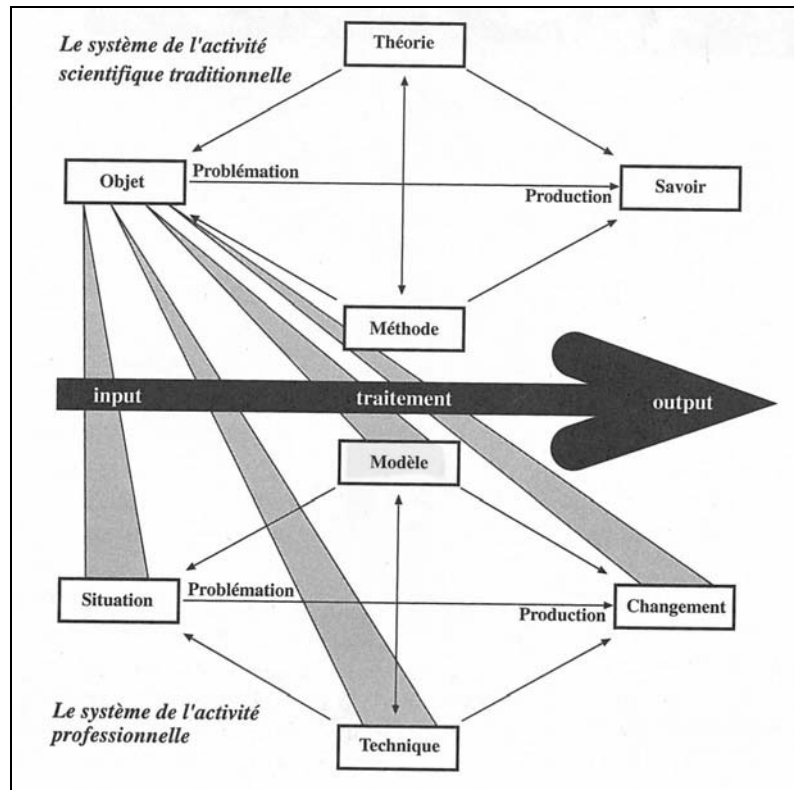 Le système de l'activité
scientifique traditionnelle
Théorie
Objet
Problémation
Production
Savoir
Méthode
input
traitement
output
Modèle
Situation
Problémation
Production
Changement
Le système de l'activité
professionnelle
Technique